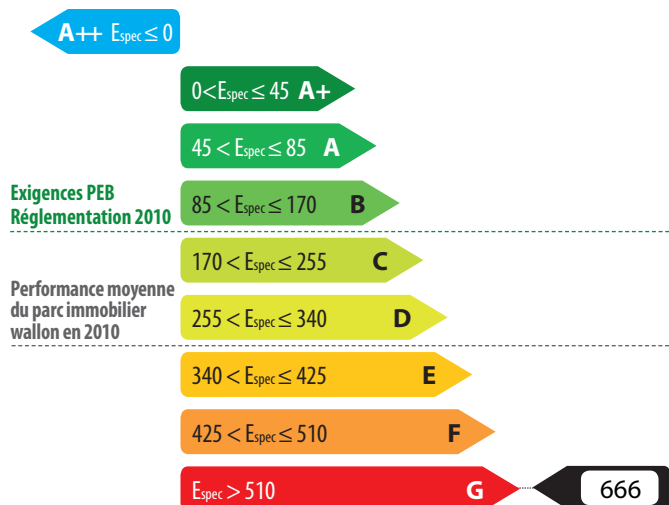 A++ Espec ≤ 0
0<Espec ≤ 45 A+
45 < Espec ≤ 85 A
Exigences PEB
Réglementation 2010
85 < Espec ≤ 170 B
170 < Espec ≤ 255 C
Performance moyenne
du parc immobilier
wallon en 2010
255 < Espec ≤ 340 D
340 < Espec ≤ 425 E
425 < Espec ≤ 510 F
Espec > 510 G 666